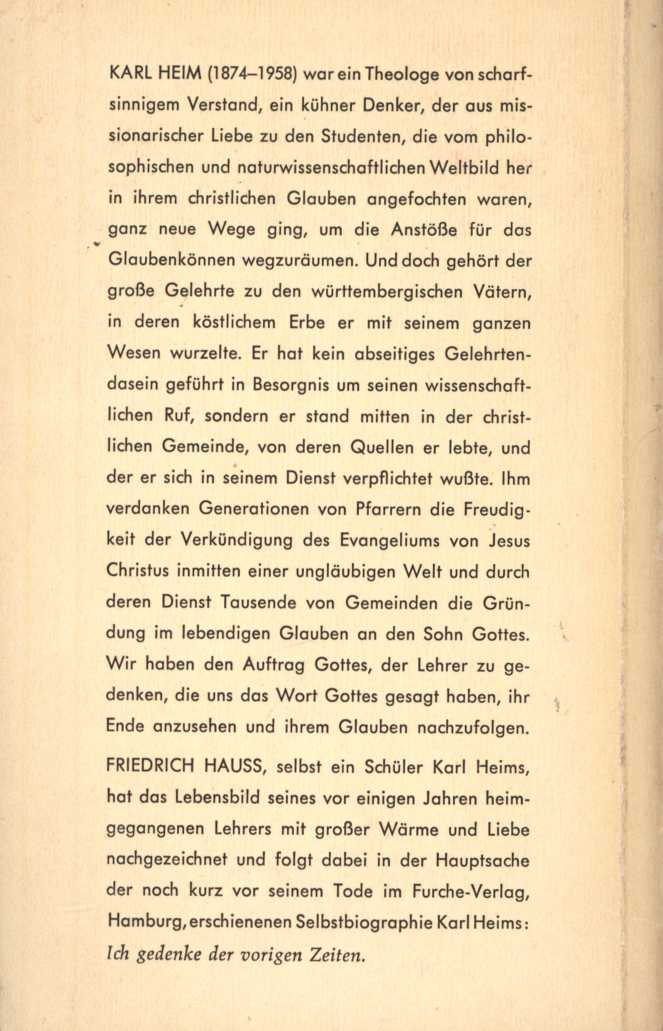 KARL HEIM (1874–1958) war ein Theologe von scharf-
sinnigem Verstand, ein kühner Denker, der aus mis-
sionarischer Liebe zu den Studenten, die vom philo-
sophischen und naturwissenschaftlichen Weltbild her
in ihrem christlichen Glauben angefochten waren,
ganz neue Wege ging, um die Anstöße für das
Glaubenkönnen wegzuräumen. Und doch gehört der
große Gelehrte zu den württembergischen Vätern,
in deren köstlichem Erbe er mit seinem ganzen
Wesen wurzelte. Er hat kein abseitiges Gelehrten-
dasein geführt in Besorgnis um seinen wissenschaft-
lichen Ruf, sondern er stand mitten in der christ-
lichen Gemeinde, von deren Quellen er lebte, und
der er sich in seinem Dienst verpflichtet wußte. Ihm
verdanken Generationen von Pfarrern die Freudig-
keit der Verkündigung des Evangeliums von Jesus
Christus inmitten einer ungläubigen Welt und durch
deren Dienst Tausende von Gemeinden die Grün-
dung im lebendigen Glauben an den Sohn Gottes.
Wir haben den Auftrag Gottes, der Lehrer zu ge-
denken, die uns das Wort Gottes gesagt haben, ihr
Ende anzusehen und ihrem Glauben nachzufolgen.
FRIEDRICH HAUSS, selbst ein Schüler Karl Heims,
hat das Lebensbild seines vor einigen Jahren heim-
gegangenen Lehrers mit großer Wärme und Liebe
nachgezeichnet und folgt dabei in der Hauptsache
der noch kurz vor seinem Tode im Furche-Verlag,
Hamburg, erschienenen Selbstbiographie Karl Heims:
Ich gedenke der vorigen Zeiten.